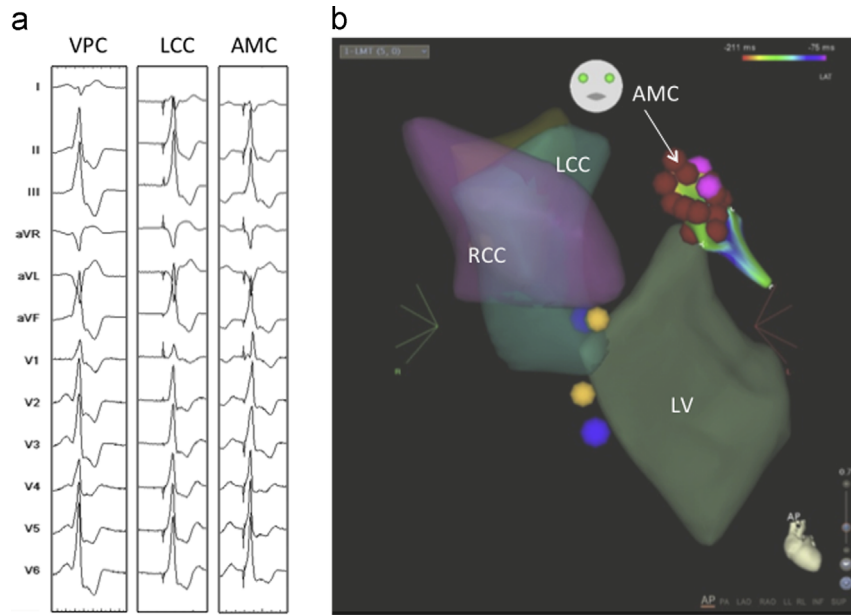 a
VPC LCC AMC
I
II
III
aVR
aVL
aVF
V1
V2
V3
V4
V5
V6
b
-211 ms -75 ms
LAT
AMC
LCC
RCC
LV
R
AP
AP PA LAO RAO LL RL INF SUP